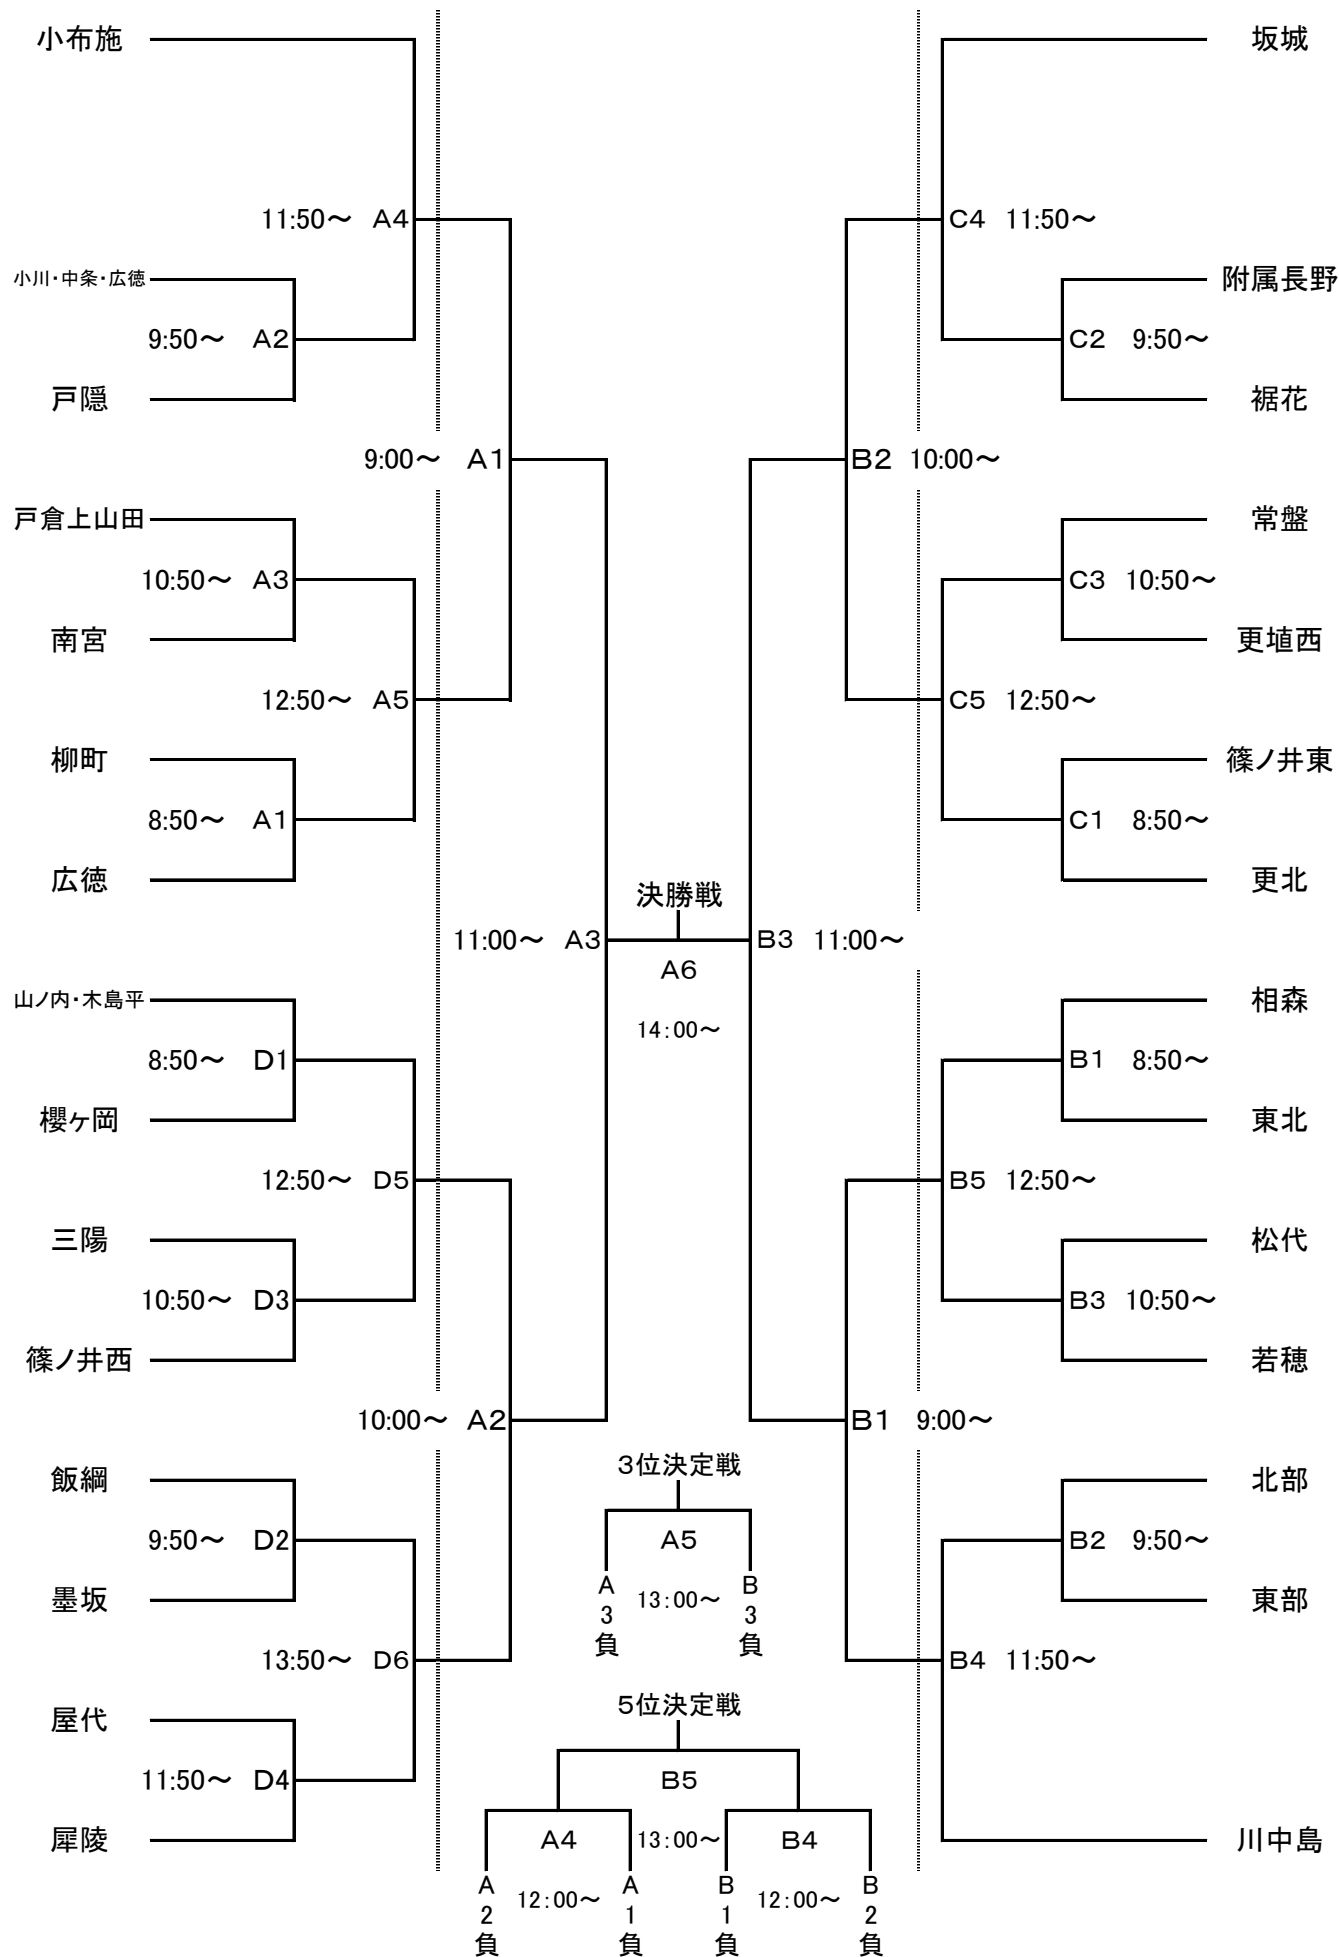 小布施
坂城
11:50～ A4
C4 11:50～
小川・中条・広徳
附属長野
9:50～ A2
C2 9:50～
戸隠
裾花
9:00～ A1
B2 10:00～
戸倉上山田
常盤
10:50～ A3
C3 10:50～
南宮
更埴西
12:50～ A5
C5 12:50～
柳町
篠ノ井東
8:50～ A1
C1 8:50～
広徳
更北
決勝戦
11:00～ A3
B3 11:00～
A6
山ノ内・木島平
相森
14:00～
8:50～ D1
B1 8:50～
櫻ヶ岡
東北
12:50～ D5
B5 12:50～
三陽
松代
10:50～ D3
B3 10:50～
篠ノ井西
若穂
10:00～ A2
B1 9:00～
3位決定戦
飯綱
北部
9:50～ D2
A5
B2 9:50～
A3負
13:00～
B3負
墨坂
東部
13:50～ D6
B4 11:50～
5位決定戦
屋代
11:50～ D4
B5
犀陵
A4
13:00～
B4
川中島
A2負
12:00～
A1負
B1負
12:00～
B2負